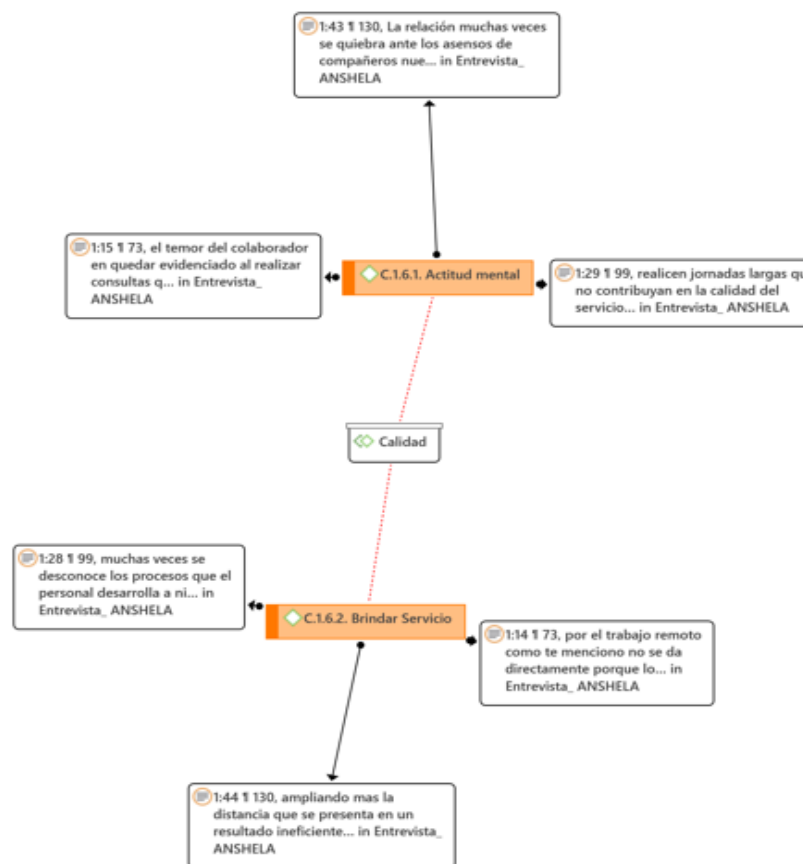 1:43 ¶ 130, La relación muchas veces
se quiebra ante los asensos de
compañeros nue... in Entrevista_
ANSHELA
1:15 ¶ 73, el temor del colaborador
en quedar evidenciado al realizar
consultas q... in Entrevista_
ANSHELA
C.1.6.1. Actitud mental
1:29 ¶ 99, realicen jornadas largas qu
no contribuyan en la calidad del
servicio... in Entrevista_ ANSHELA
Calidad
1:28 ¶ 99, muchas veces se
desconoce los procesos que el
personal desarrolla a ni... in
Entrevista_ ANSHELA
C.1.6.2. Brindar Servicio
1:14 ¶ 73, por el trabajo remoto
como te menciono no se da
directamente porque lo... in
Entrevista_ ANSHELA
1:44 ¶ 130, ampliando mas la
distancia que se presenta en un
resultado ineficiente... in Entrevista_
ANSHELA